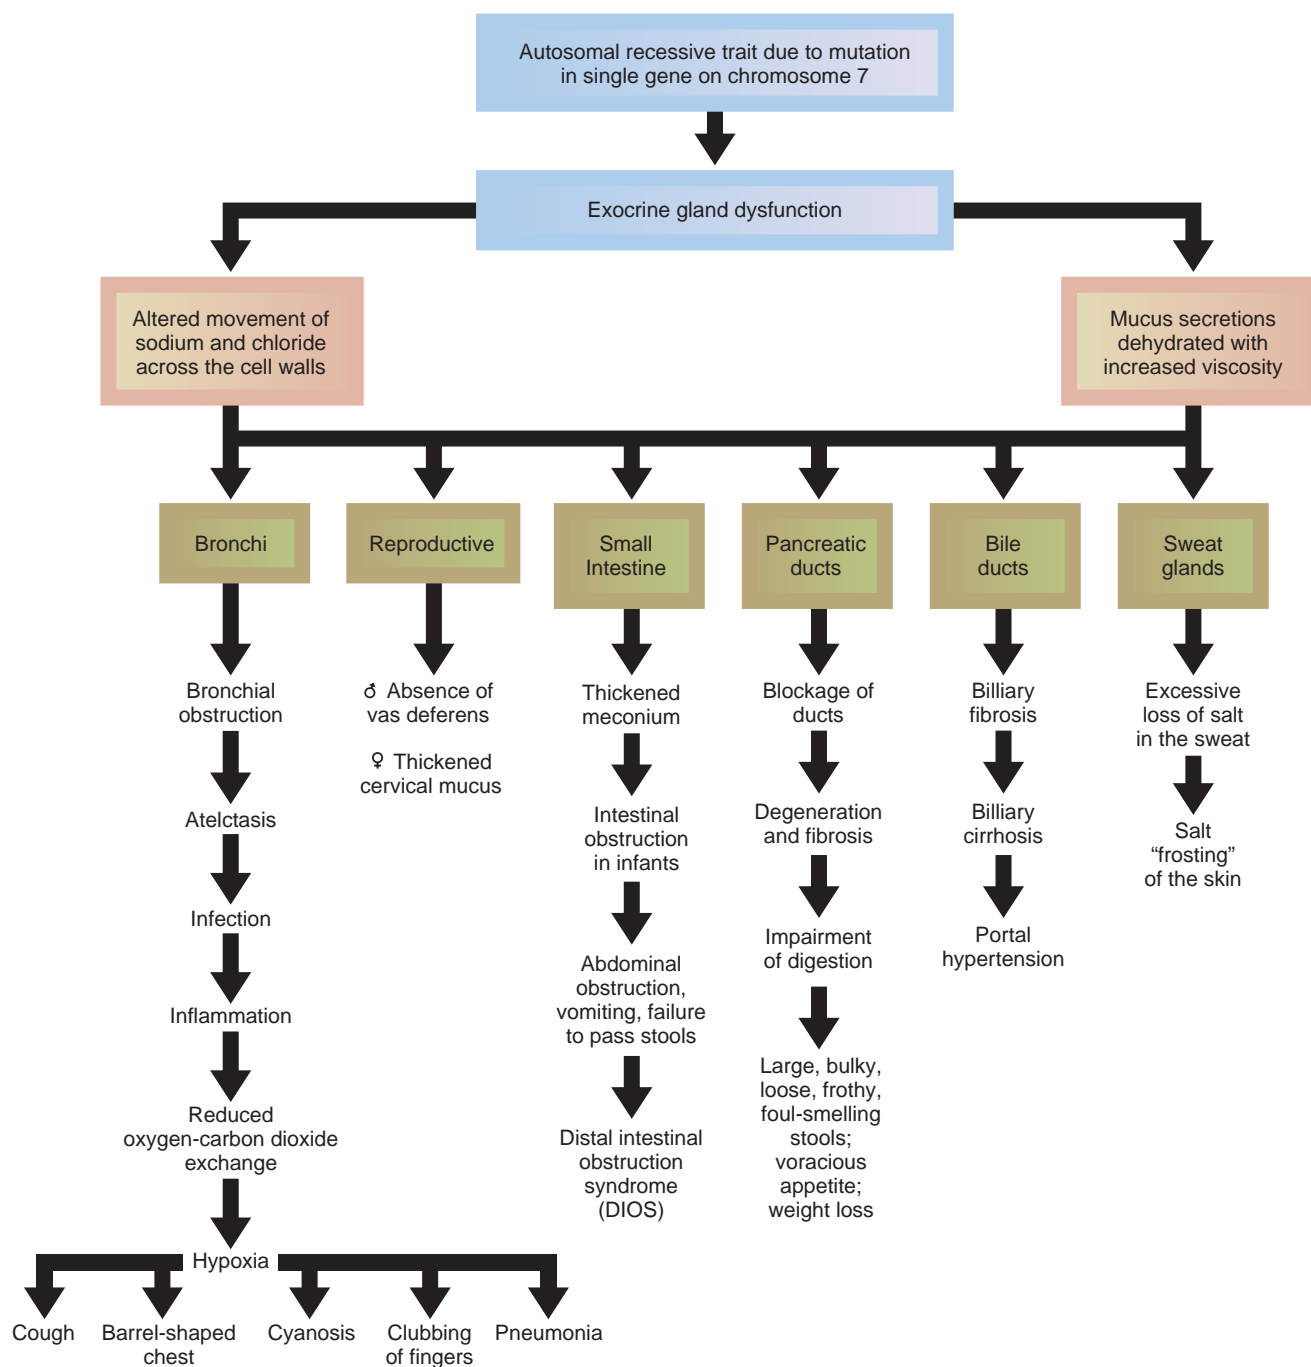 Autosomal recessive trait due to mutation
in single gene on chromosome 7
Exocrine gland dysfunction
Altered movement of
sodium and chloride
across the cell walls
Mucus secretions
dehydrated with
increased viscosity
Bronchi
Reproductive
Small
Intestine
Pancreatic
ducts
Bile
ducts
Sweat
glands
Bronchial
obstruction
Atelctasis
Infection
Inflammation
Reduced
oxygen-carbon dioxide
exchange
Hypoxia
Cough
Barrel-shaped
chest
Cyanosis
Clubbing
of fingers
Pneumonia
♂ Absence of
vas deferens
♀ Thickened
cervical mucus
Thickened
meconium
Intestinal
obstruction
in infants
Abdominal
obstruction,
vomiting, failure
to pass stools
Distal intestinal
obstruction
syndrome
(DIOS)
Blockage of
ducts
Degeneration
and fibrosis
Impairment
of digestion
Large, bulky,
loose, frothy,
foul-smelling
stools;
voracious
appetite;
weight loss
Billiary
fibrosis
Billiary
cirrhosis
Portal
hypertension
Excessive
loss of salt
in the sweat
Salt
“frosting”
of the skin